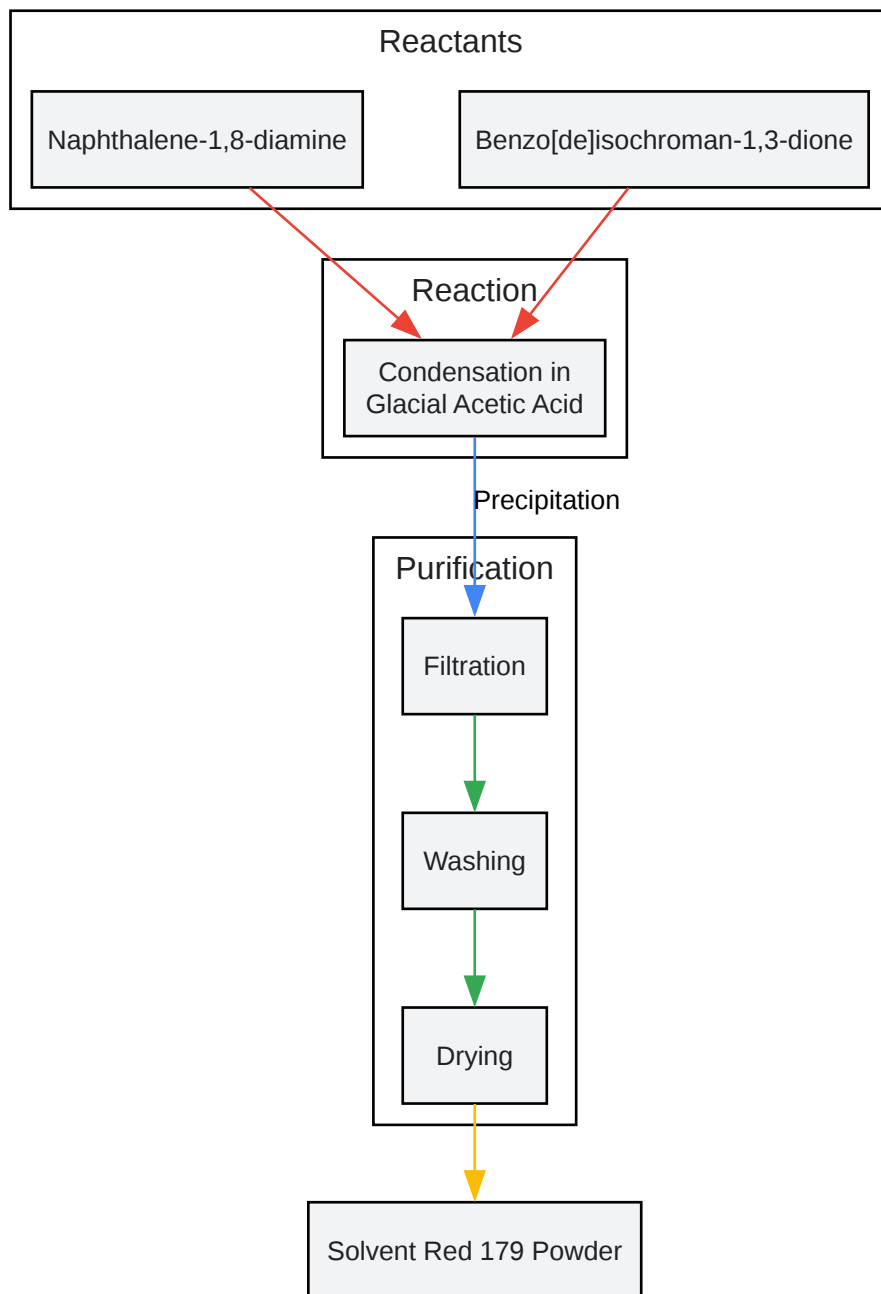 Reactants
Naphthalene-1,8-diamine
Benzo[de]isochroman-1,3-dione
Reaction
Condensation in
Glacial Acetic Acid
Precipitation
Purification
Filtration
Washing
Drying
Solvent Red 179 Powder